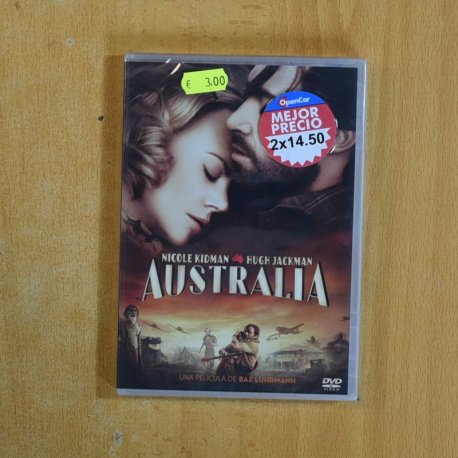 € 3.00
OpenCor
MEJOR
PRECIO
2x14.50
NICOLE KIDMAN HUGH JACKMAN
AUSTRALIA
UNA PELÍCULA DE BAZ LUHRMANN
DVD
VIDEO